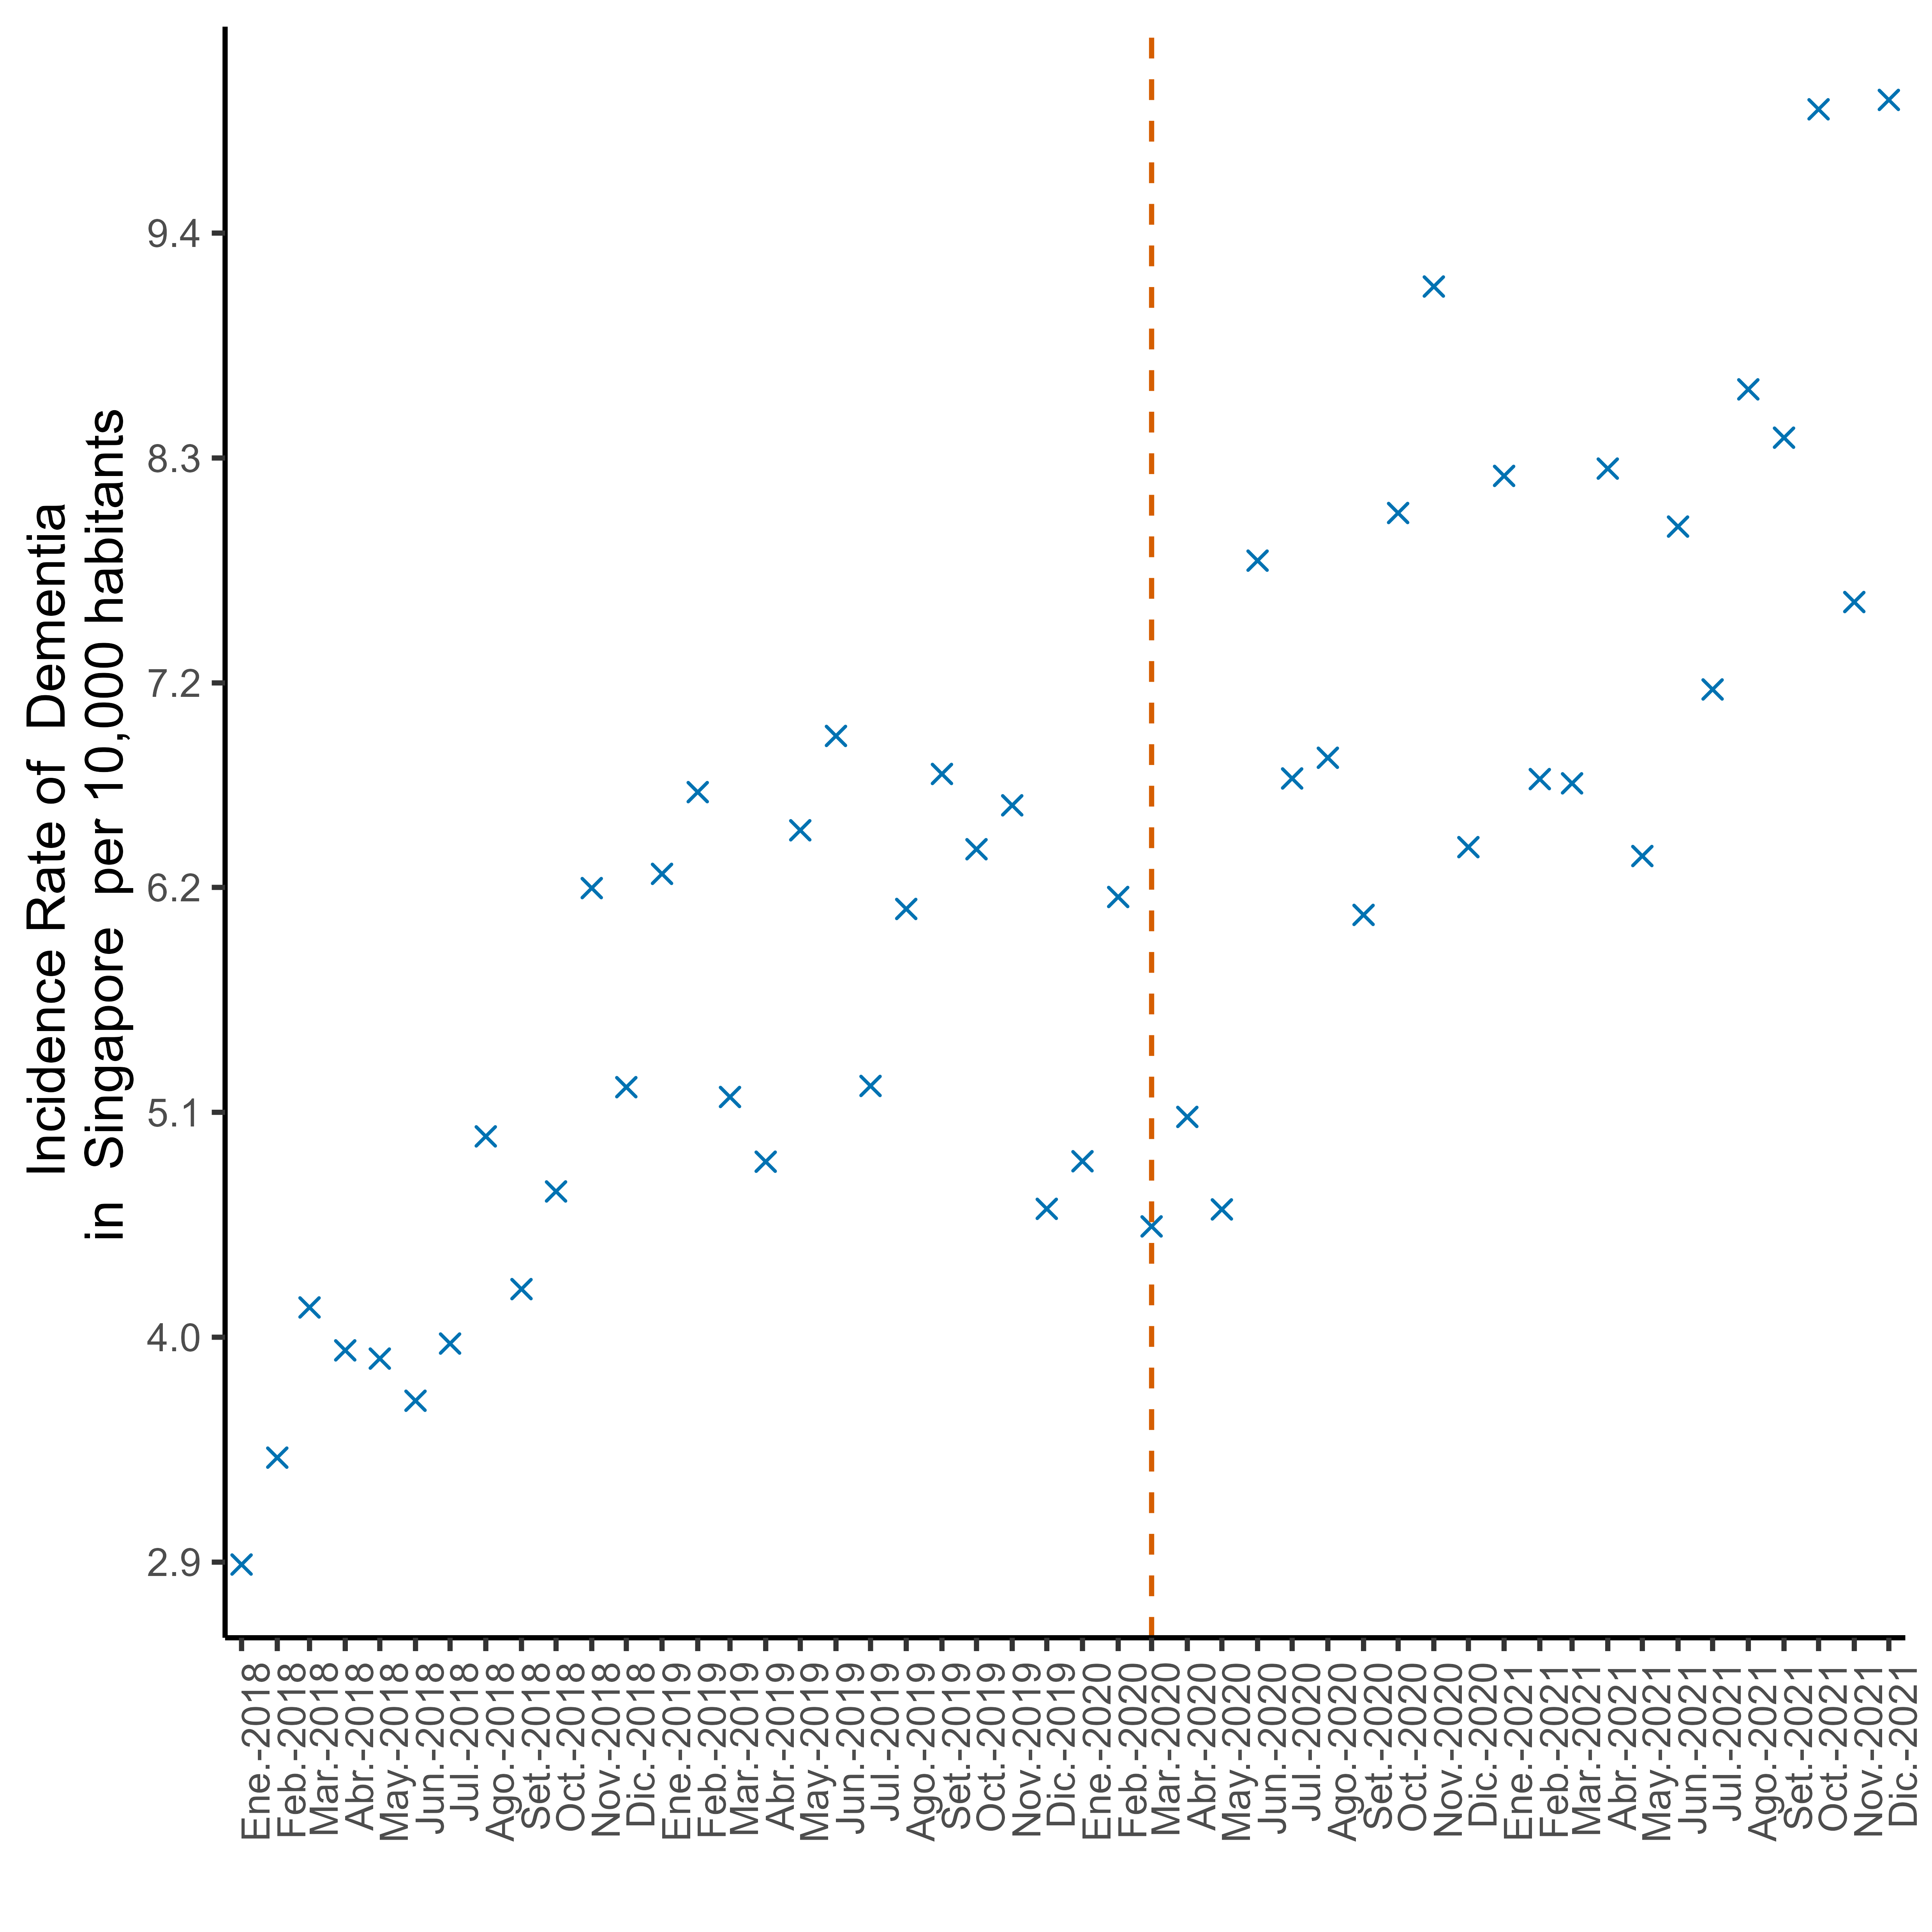 Incidence Rate of  Dementia
in  Singapore  per 10,000 habitants
9.4
8.3
7.2
6.2
5.1
4.0
2.9
Ene.-2018
Feb.-2018
Mar.-2018
Abr.-2018
May.-2018
Jun.-2018
Jul.-2018
Ago.-2018
Set.-2018
Oct.-2018
Nov.-2018
Dic.-2018
Ene.-2019
Feb.-2019
Mar.-2019
Abr.-2019
May.-2019
Jun.-2019
Jul.-2019
Ago.-2019
Set.-2019
Oct.-2019
Nov.-2019
Dic.-2019
Ene.-2020
Feb.-2020
Mar.-2020
Abr.-2020
May.-2020
Jun.-2020
Jul.-2020
Ago.-2020
Set.-2020
Oct.-2020
Nov.-2020
Dic.-2020
Ene.-2021
Feb.-2021
Mar.-2021
Abr.-2021
May.-2021
Jun.-2021
Jul.-2021
Ago.-2021
Set.-2021
Oct.-2021
Nov.-2021
Dic.-2021